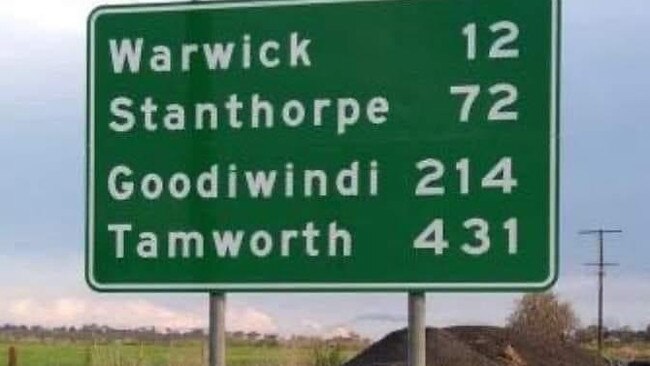 Warwick 12
Stanthorpe 72
Goodiwindi 214
Tamworth 431